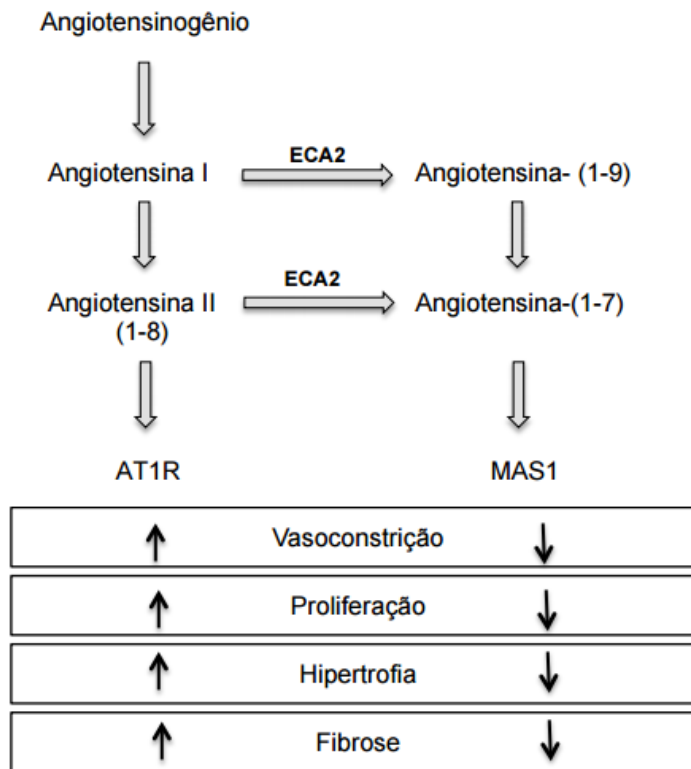 Angiotensinogênio
ECA2
Angiotensina I
Angiotensina- (1-9)
ECA2
Angiotensina II
(1-8)
Angiotensina-(1-7)
AT1R
MAS1
Vasoconstrição
Proliferação
Hipertrofia
Fibrose